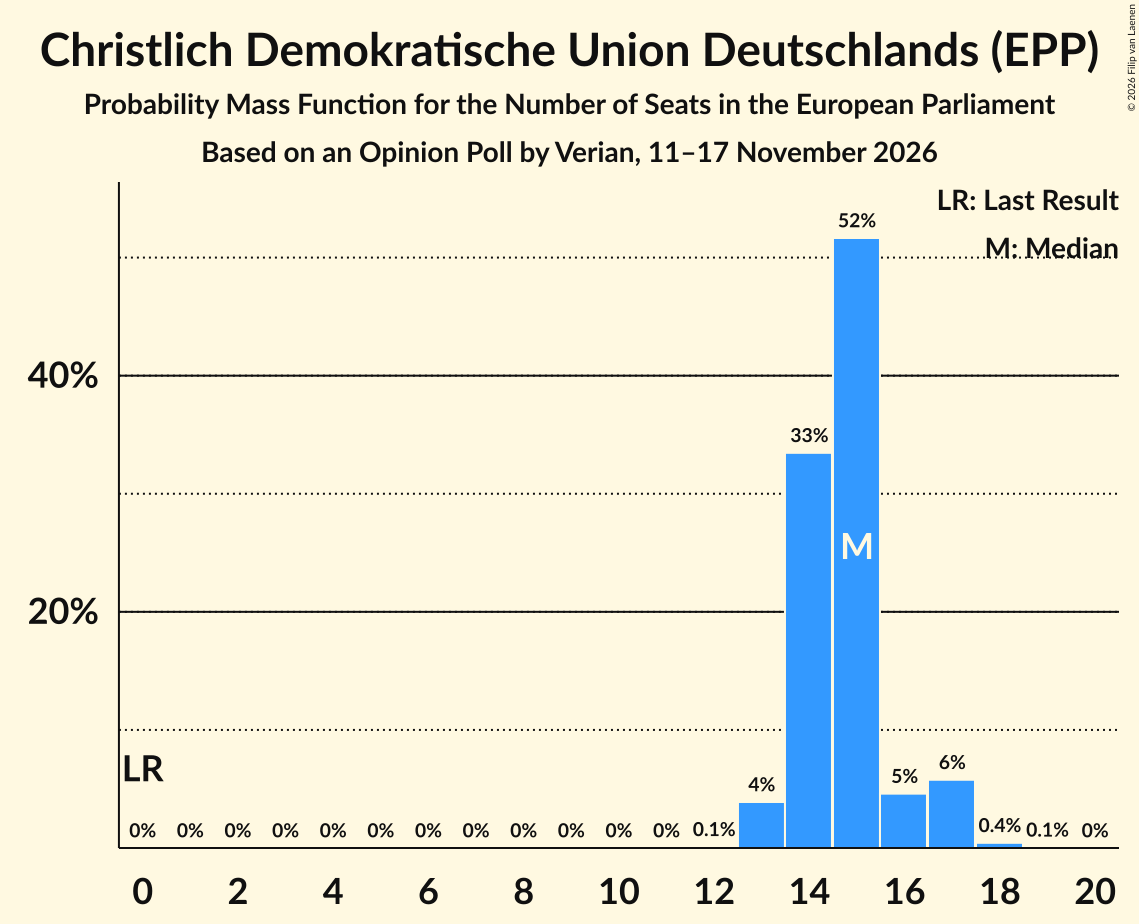 Christlich Demokratische Union Deutschlands (EPP)
Probability Mass Function for the Number of Seats in the European Parliament
Based on an Opinion Poll by Verian, 11–17 November 2026
© 2026 Filip van Laenen
LR: Last Result
M: Median
52%
40%
33%
M
20%
LR
6%
5%
4%
0% 0% 0% 0% 0% 0% 0% 0% 0% 0% 0% 0% 0.1% 0.4% 0.1% 0%
0 2 4 6 8 10 12 14 16 18 20